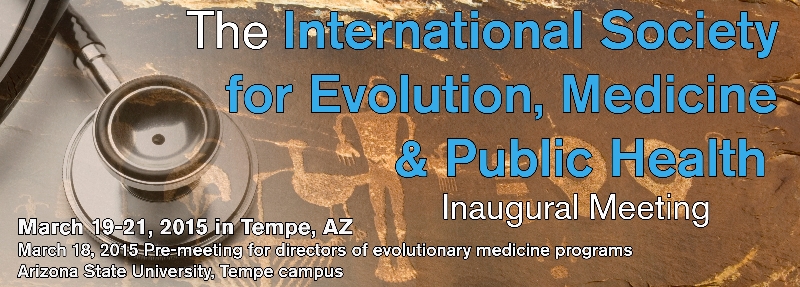 The International Society
for Evolution, Medicine
& Public Health
Inaugural Meeting
March 19-21, 2015 in Tempe, AZ
March 18, 2015 Pre-meeting for directors of evolutionary medicine programs
Arizona State University, Tempe campus